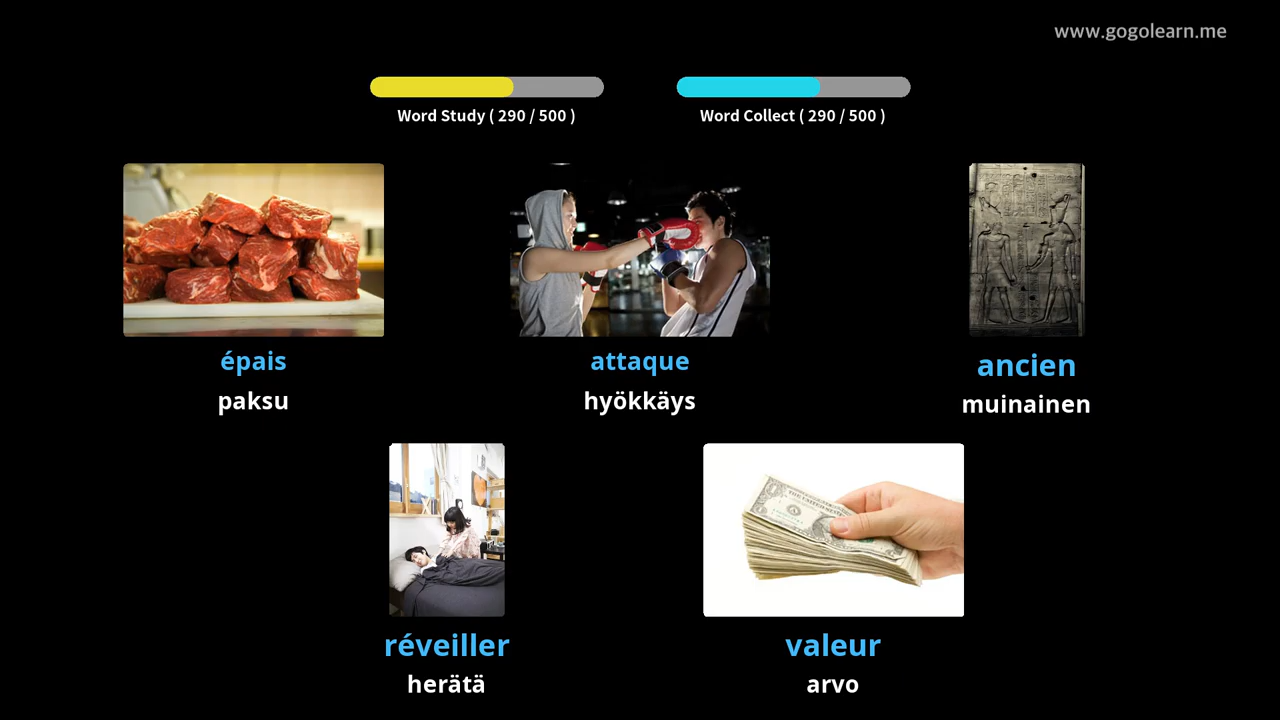 www.gogolearn.me
Word Study ( 290 / 500 )
Word Collect ( 290 / 500 )
épais
paksu
attaque
hyökkäys
ancien
muinainen
réveiller
herätä
valeur
arvo